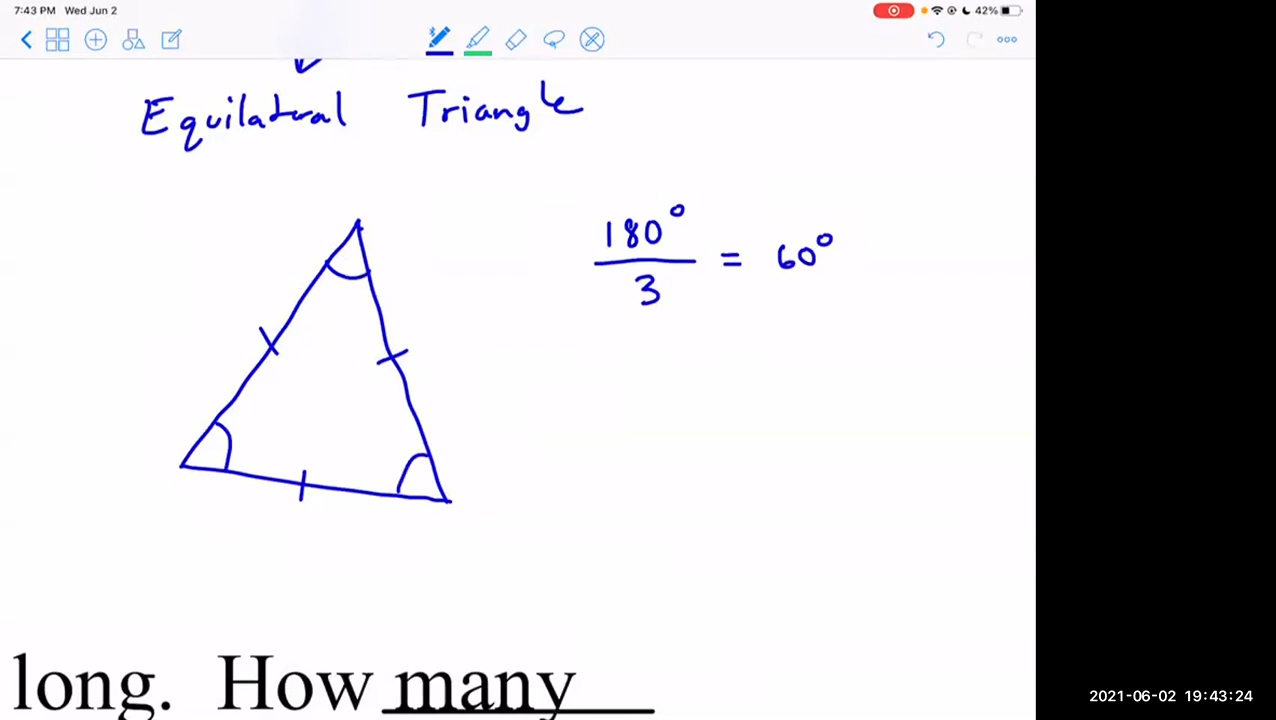 7:43 PM Wed Jun 2
42%
Equilateral Triangle
180°
3
= 60°
long. How many
2021-06-02 19:43:24